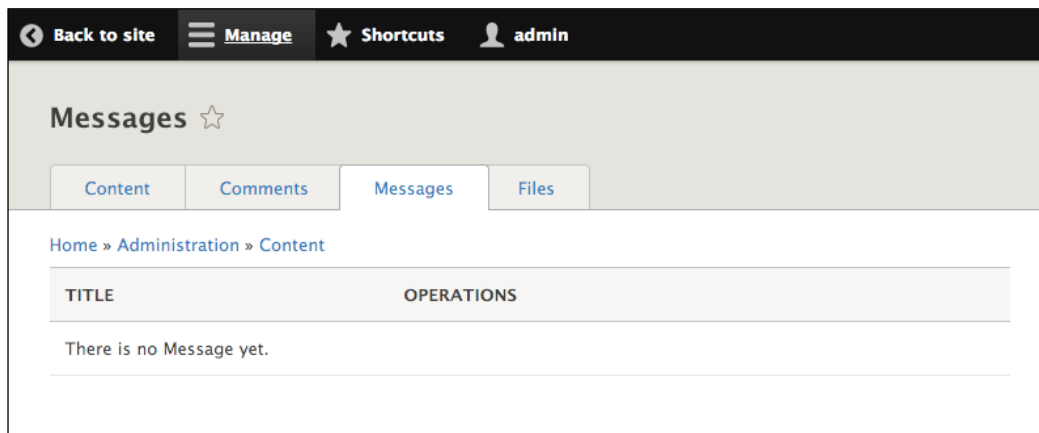 Back to site Manage Shortcuts admin
Messages
Content Comments Messages Files
Home » Administration » Content
TITLE OPERATIONS
There is no Message yet.